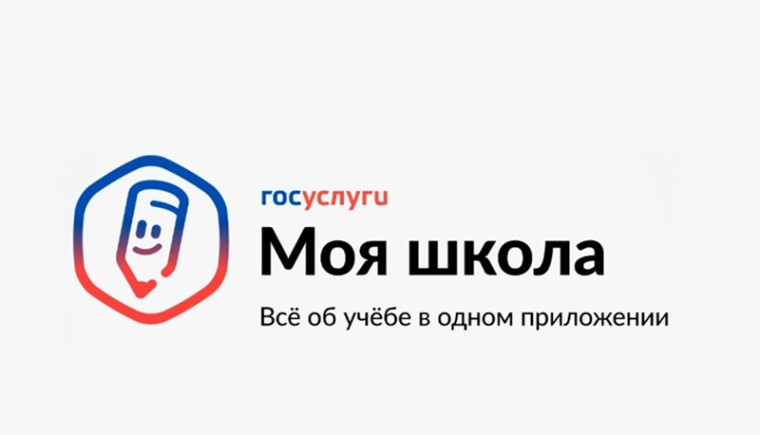 госуслуги
Моя школа
Всё об учёбе в одном приложении